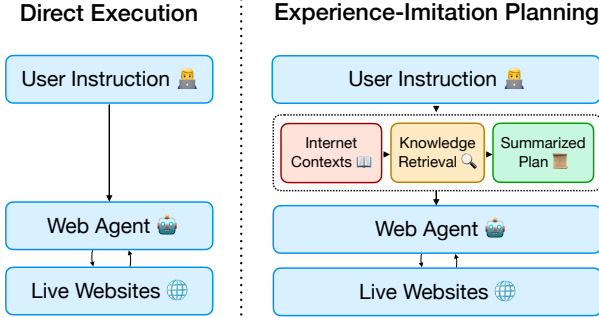 Direct Execution
User Instruction 👨‍💻
Web Agent 🤖
Live Websites 🌐
Experience-Imitation Planning
User Instruction 👨‍💻
Internet
Contexts 📖
Knowledge
Retrieval 🔍
Summarized
Plan 📜
Web Agent 🤖
Live Websites 🌐